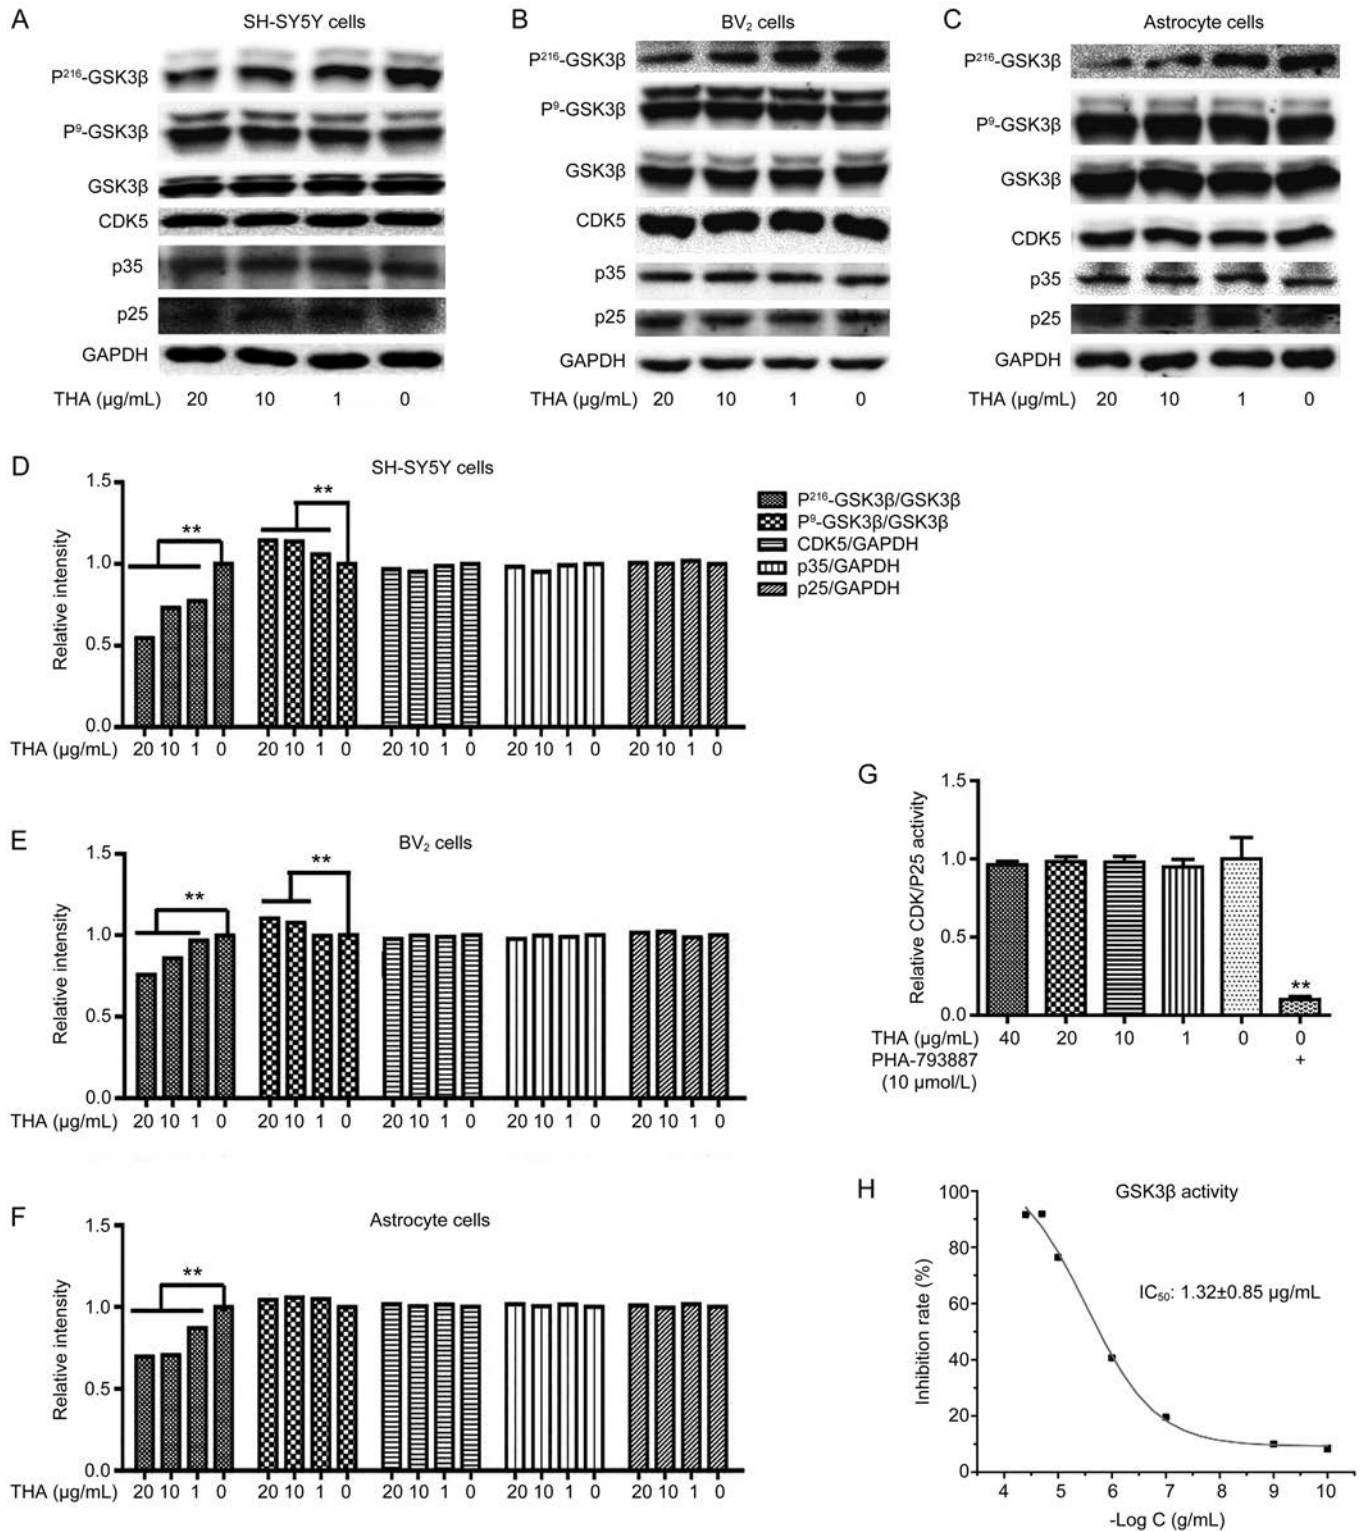 A SH-SY5Y cells
P²¹⁶-GSK3β
P⁹-GSK3β
GSK3β
CDK5
p35
p25
GAPDH
THA (µg/mL) 20 10 1 0
B BV₂ cells
P²¹⁶-GSK3β
P⁹-GSK3β
GSK3β
CDK5
p35
p25
GAPDH
THA (µg/mL) 20 10 1 0
C Astrocyte cells
P²¹⁶-GSK3β
P⁹-GSK3β
GSK3β
CDK5
p35
p25
GAPDH
THA (µg/mL) 20 10 1 0
D SH-SY5Y cells
Relative intensity
1.5
1.0
0.5
0.0
**
**
THA (µg/mL) 20 10 1 0 20 10 1 0 20 10 1 0 20 10 1 0 20 10 1 0
P²¹⁶-GSK3β/GSK3β
P⁹-GSK3β/GSK3β
CDK5/GAPDH
p35/GAPDH
p25/GAPDH
E BV₂ cells
Relative intensity
1.5
1.0
0.5
0.0
**
**
THA (µg/mL) 20 10 1 0 20 10 1 0 20 10 1 0 20 10 1 0 20 10 1 0
F Astrocyte cells
Relative intensity
1.5
1.0
0.5
0.0
**
THA (µg/mL) 20 10 1 0 20 10 1 0 20 10 1 0 20 10 1 0 20 10 1 0
G
Relative CDK/P25 activity
1.5
1.0
0.5
0.0
**
THA (µg/mL) 40 20 10 1 0 0
PHA-793887 +
(10 µmol/L)
H GSK3β activity
Inhibition rate (%)
100
80
60
40
20
0
IC₅₀: 1.32±0.85 µg/mL
4 5 6 7 8 9 10
-Log C (g/mL)